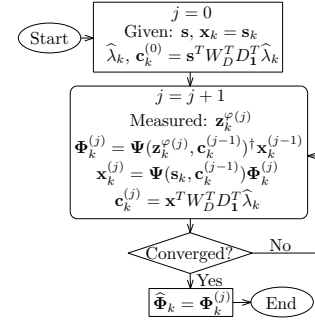 Start
j = 0
Given: s, x_k = s_k
λ̂_k, c_k^{(0)} = s^T W_D^T D_1^T λ̂_k
j = j + 1
Measured: z_k^{φ(j)}
Φ_k^{(j)} = Ψ(z_k^{φ(j)}, c_k^{(j-1)})^† x_k^{(j-1)}
x_k^{(j)} = Ψ(s_k, c_k^{(j-1)})Φ_k^{(j)}
c_k^{(j)} = x^T W_D^T D_1^T λ̂_k
Converged? No
Yes
Φ̂_k = Φ_k^{(j)} End